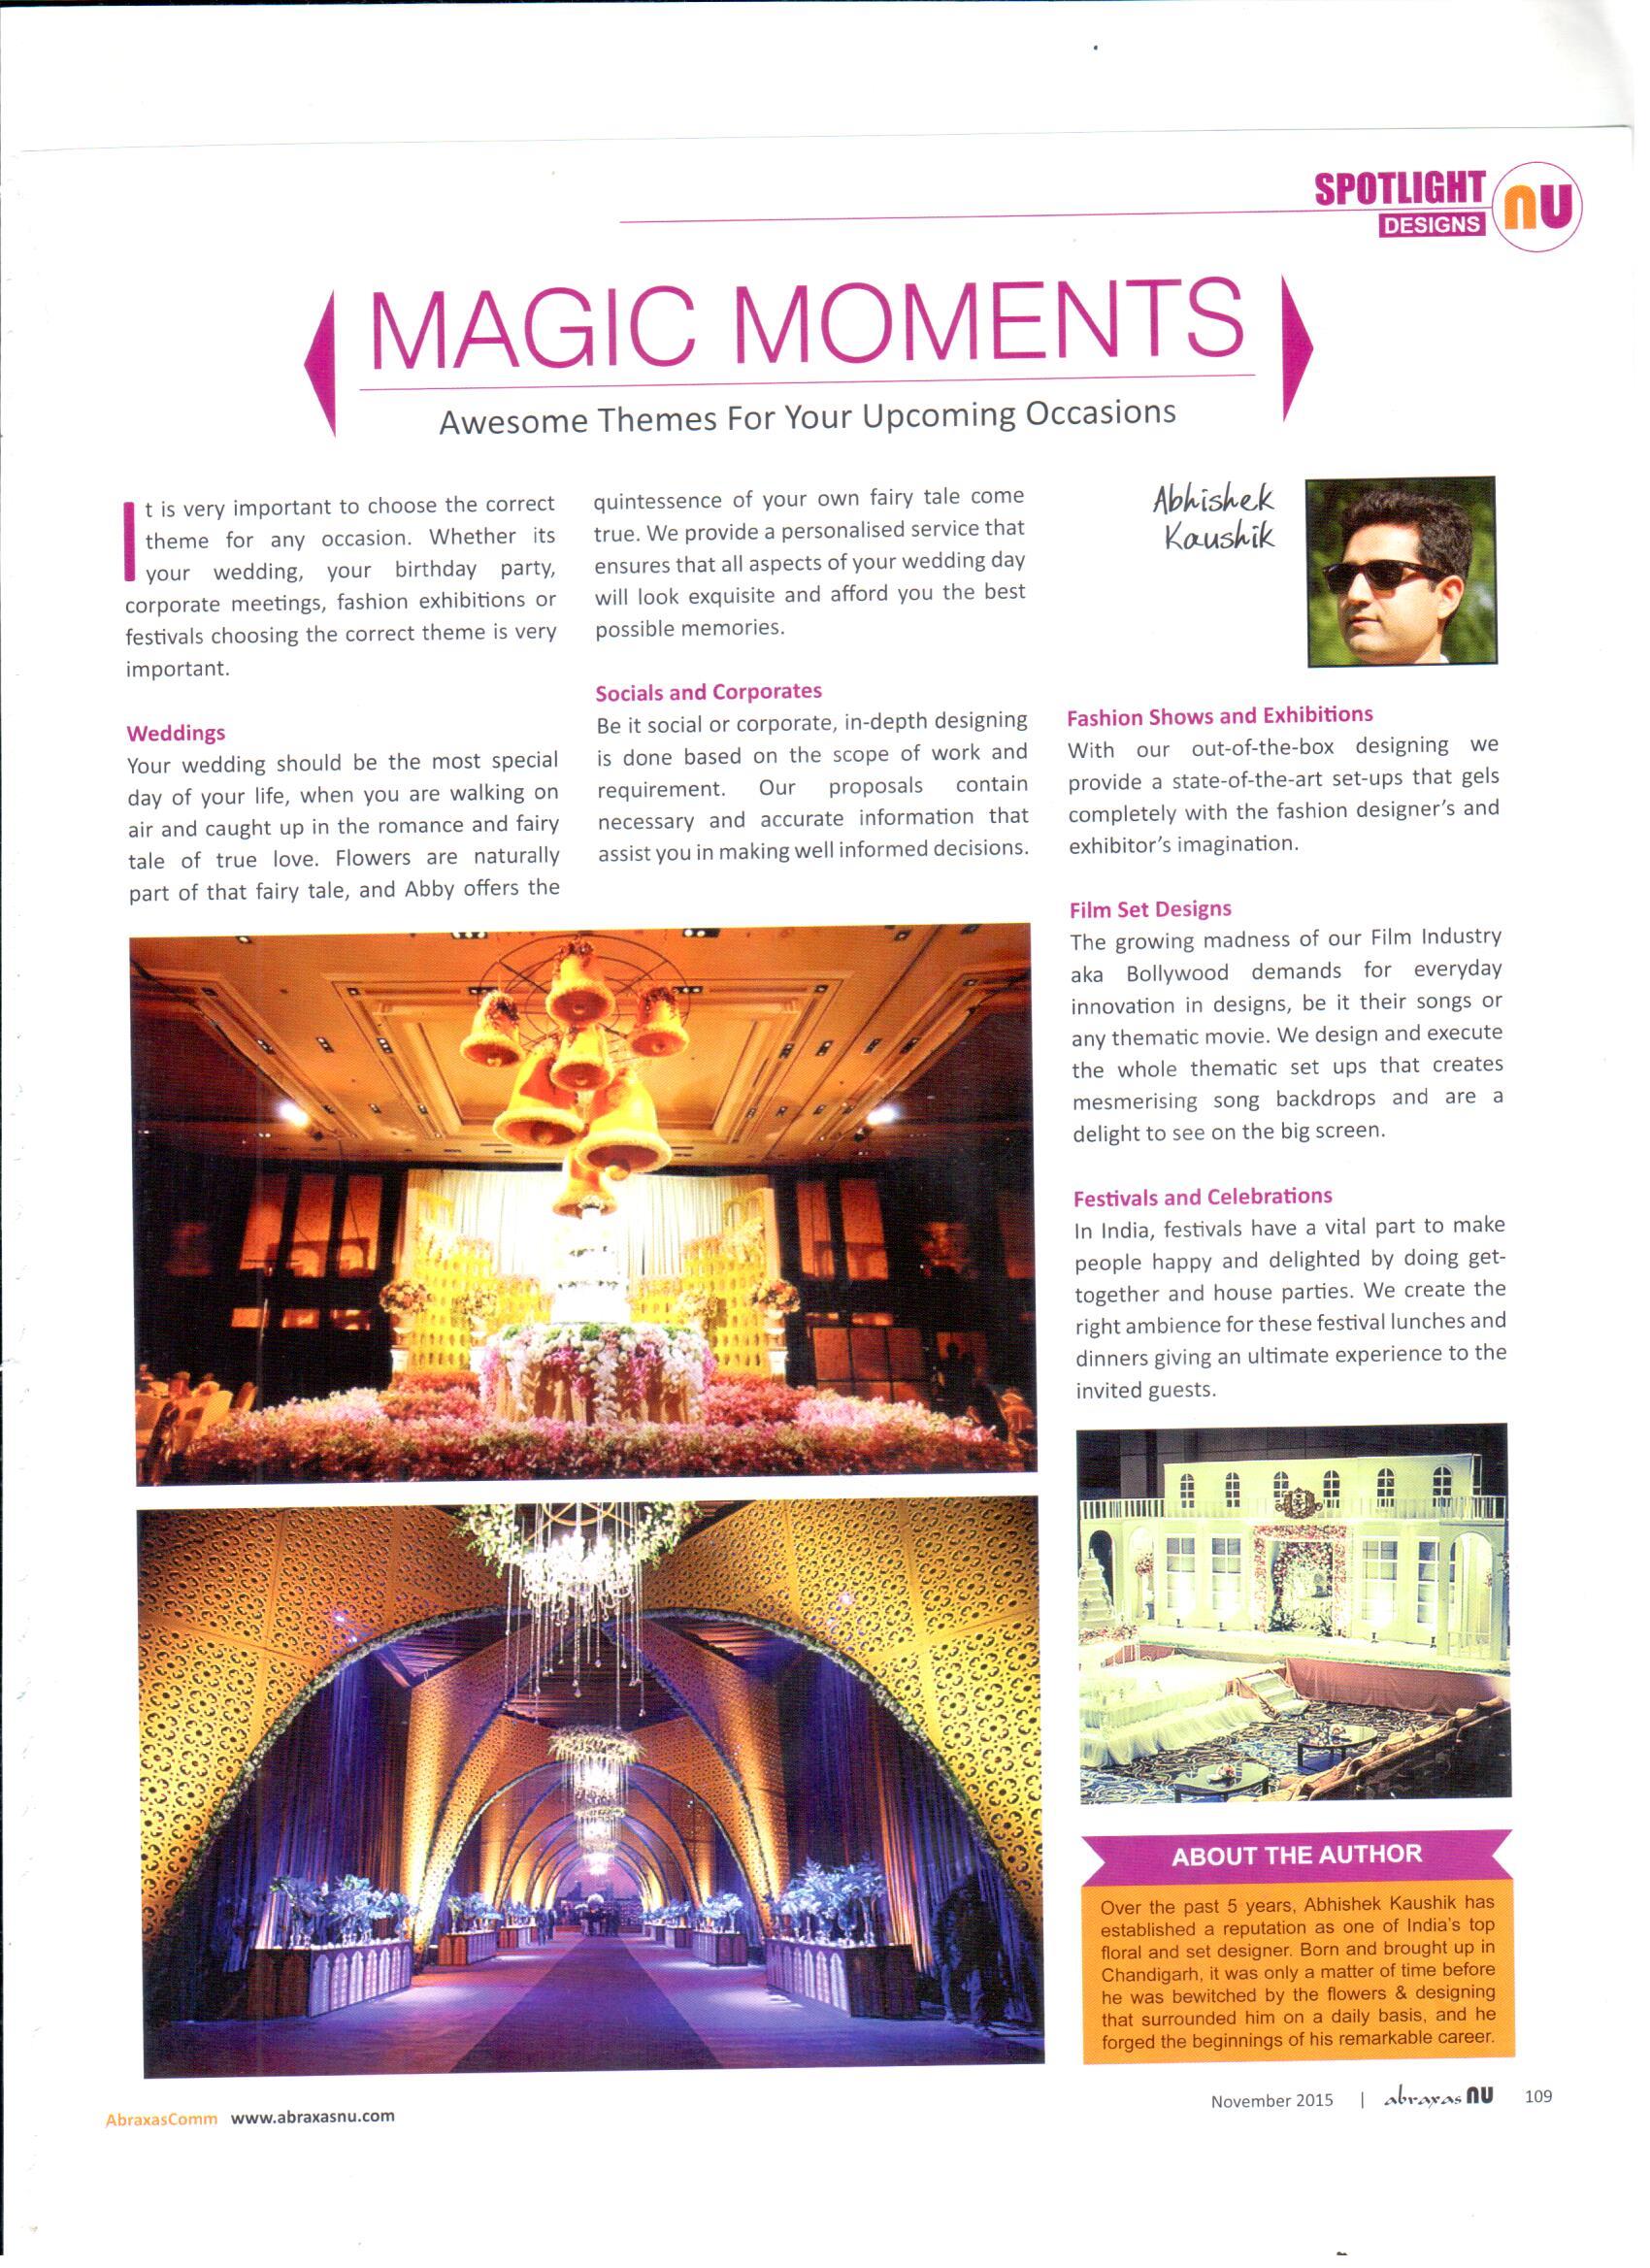 SPOTLIGHT
DESIGNS
nu
MAGIC MOMENTS
Awesome Themes For Your Upcoming Occasions
It is very important to choose the correct
theme for any occasion. Whether its
your wedding, your birthday party,
corporate meetings, fashion exhibitions or
festivals choosing the correct theme is very
important.
Weddings
Your wedding should be the most special
day of your life, when you are walking on
air and caught up in the romance and fairy
tale of true love. Flowers are naturally
part of that fairy tale, and Abby offers the
quintessence of your own fairy tale come
true. We provide a personalised service that
ensures that all aspects of your wedding day
will look exquisite and afford you the best
possible memories.
Socials and Corporates
Be it social or corporate, in-depth designing
is done based on the scope of work and
requirement. Our proposals contain
necessary and accurate information that
assist you in making well informed decisions.
Abhishek
Kaushik
Fashion Shows and Exhibitions
With our out-of-the-box designing we
provide a state-of-the-art set-ups that gels
completely with the fashion designer's and
exhibitor's imagination.
Film Set Designs
The growing madness of our Film Industry
aka Bollywood demands for everyday
innovation in designs, be it their songs or
any thematic movie. We design and execute
the whole thematic set ups that creates
mesmerising song backdrops and are a
delight to see on the big screen.
Festivals and Celebrations
In India, festivals have a vital part to make
people happy and delighted by doing get-
together and house parties. We create the
right ambience for these festival lunches and
dinners giving an ultimate experience to the
invited guests.
ABOUT THE AUTHOR
Over the past 5 years, Abhishek Kaushik has
established a reputation as one of India's top
floral and set designer. Born and brought up in
Chandigarh, it was only a matter of time before
he was bewitched by the flowers & designing
that surrounded him on a daily basis, and he
forged the beginnings of his remarkable career.
AbraxasComm www.abraxasnu.com
November 2015 | abraxas nu 109